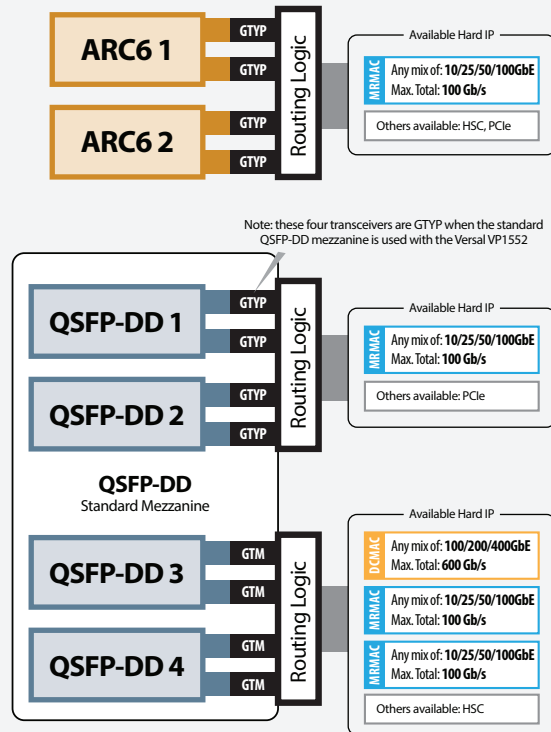 ARC6 1
GTYP
GTYP
ARC6 2
GTYP
GTYP
Routing Logic
Available Hard IP
MRMAC
Any mix of: 10/25/50/100GbE
Max. Total: 100 Gb/s
Others available: HSC, PCIe
Note: these four transceivers are GTYP when the standard
QSFP-DD mezzanine is used with the Versal VP1552
QSFP-DD 1
GTYP
GTYP
QSFP-DD 2
GTYP
GTYP
Routing Logic
Available Hard IP
MRMAC
Any mix of: 10/25/50/100GbE
Max. Total: 100 Gb/s
Others available: PCIe
QSFP-DD
Standard Mezzanine
QSFP-DD 3
GTM
GTM
QSFP-DD 4
GTM
GTM
Routing Logic
Available Hard IP
DCMAC
Any mix of: 100/200/400GbE
Max. Total: 600 Gb/s
MRMAC
Any mix of: 10/25/50/100GbE
Max. Total: 100 Gb/s
MRMAC
Any mix of: 10/25/50/100GbE
Max. Total: 100 Gb/s
Others available: HSC